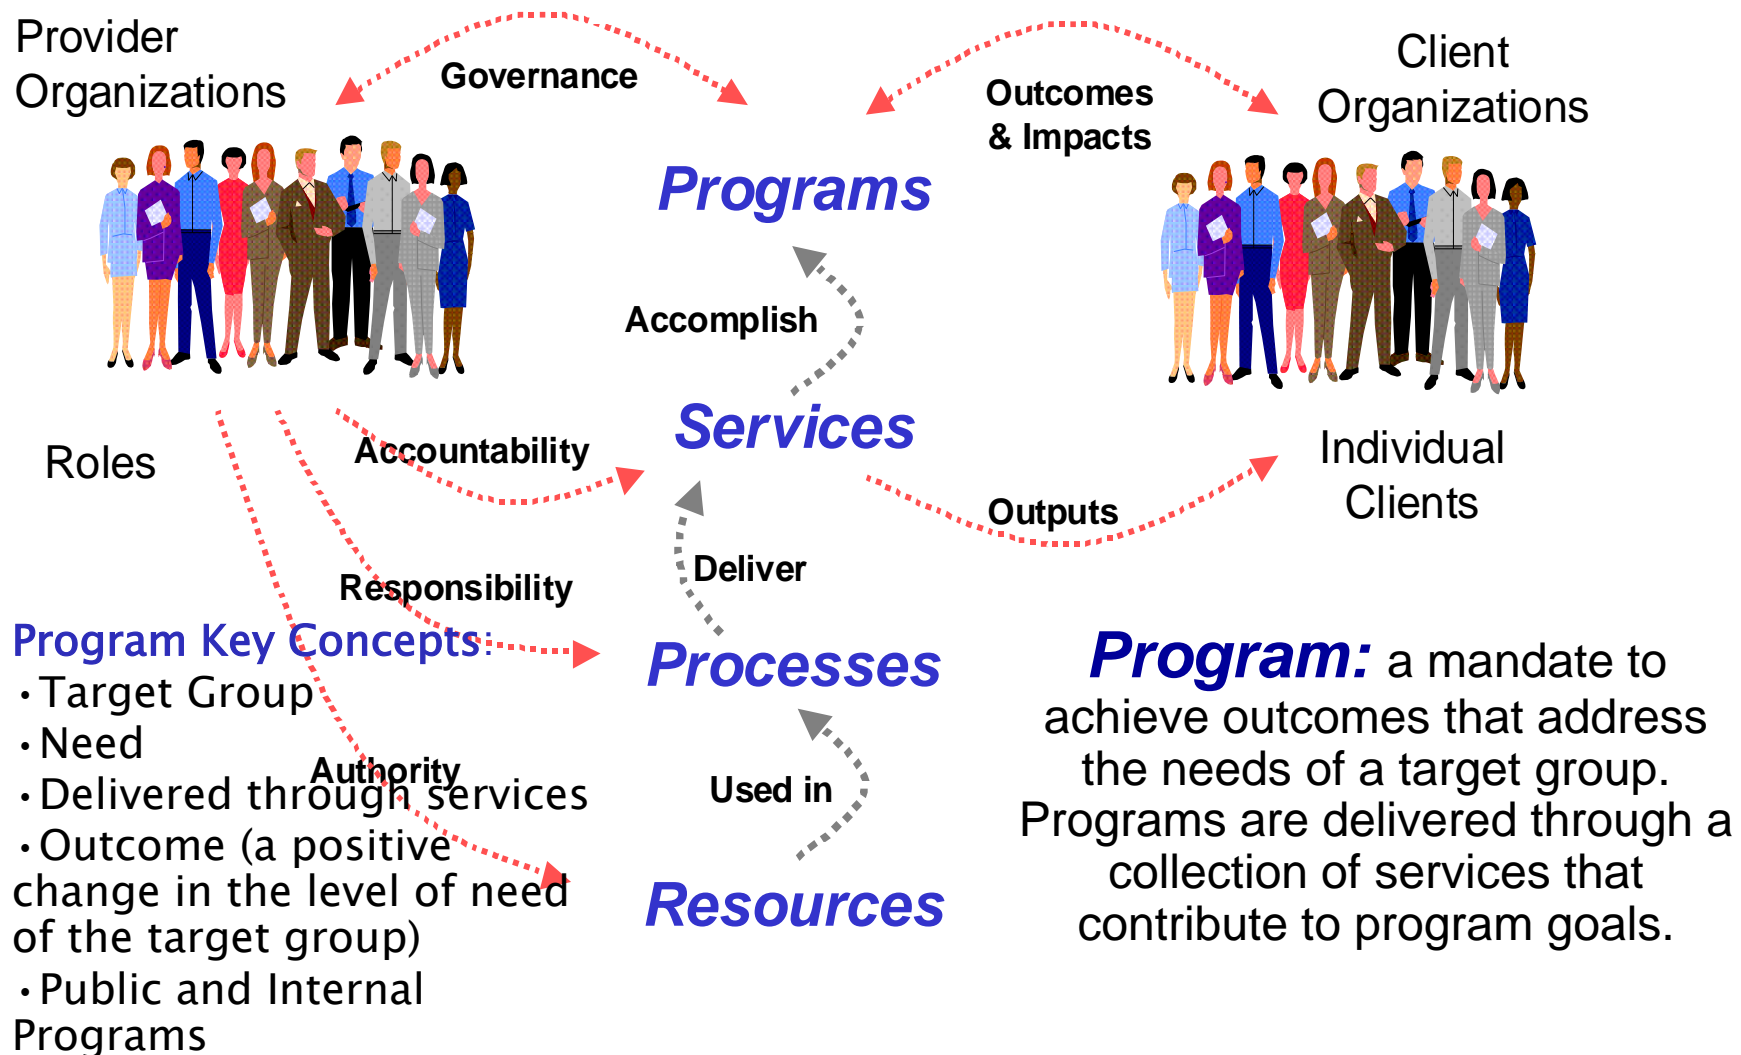 Provider
Organizations
Governance
Outcomes
& Impacts
Client
Organizations
Programs
Accomplish
Services
Roles
Accountability
Individual
Clients
Outputs
Deliver
Responsibility
Processes
Authority
Used in
Resources
Program Key Concepts:
•Target Group
•Need
•Delivered through services
•Outcome (a positive
change in the level of need
of the target group)
•Public and Internal
Programs
Program: a mandate to
achieve outcomes that address
the needs of a target group.
Programs are delivered through a
collection of services that
contribute to program goals.